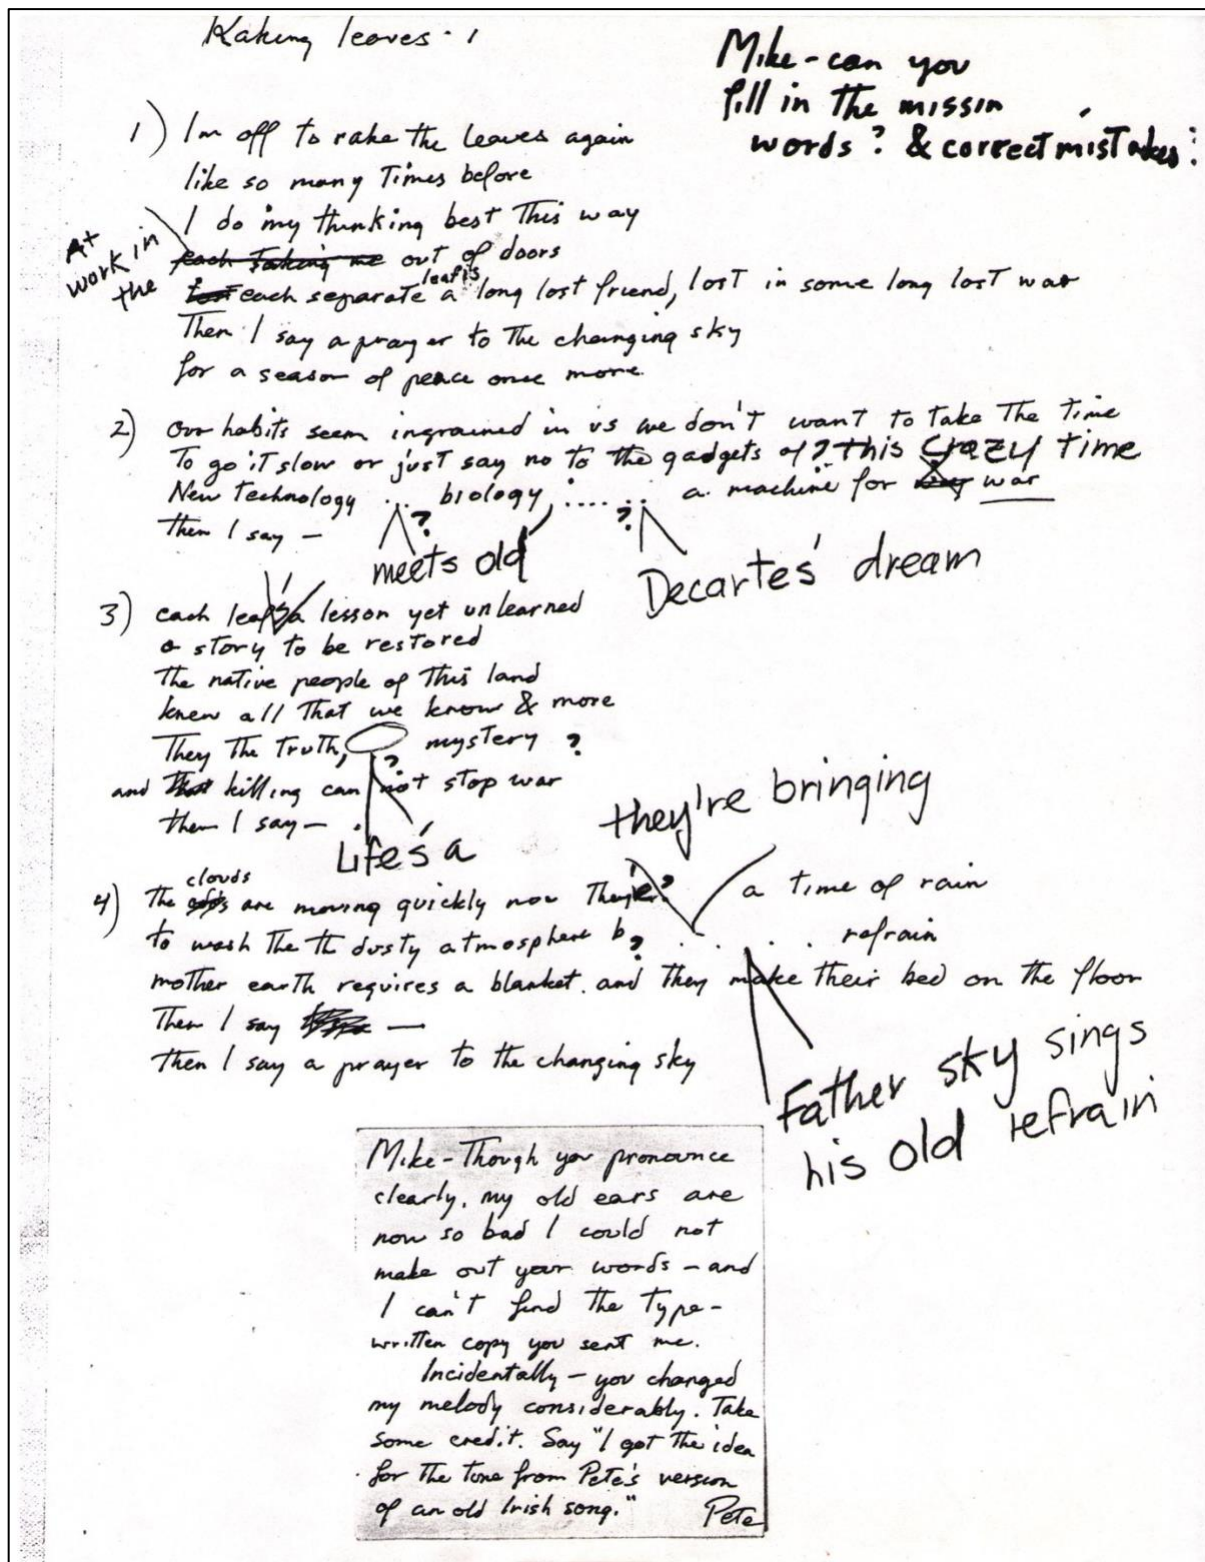 Raking leaves
Mike - can you
fill in the missin
words? & correct mistakes:
1) Im off to rake the leaves again
like so many Times before
I do my thinking best This way
At
work in
the
each taking me out of doors
each separate leaf's a long lost friend, lost in some long lost war
Then I say a prayer to the changing sky
for a season of peace once more
2) our habits seem ingrained in us we don't want to take the time
To go it slow or just say no to the gadgets of? this Crazy time
New technology ... biology ...... a machine for war
then I say —
?
?
meets old
Decartes' dream
3) each leaf's a lesson yet unlearned
a story to be restored
The native people of This land
knew all That we know & more
They The Truth, mystery ?
?
and that killing can not stop war
then I say —
Life's a
they're bringing
4) The clouds are moving quickly now They're? a time of rain
to wash the th dusty atmosphere b? . . . . refrain
mother earth requires a blanket. and they make their bed on the floor
Then I say —
then I say a prayer to the changing sky
Father sky sings
his old refrain
Mike - Though you pronounce
clearly, my old ears are
now so bad I could not
make out your words - and
I can't find the type-
written copy you sent me.
Incidentally - you changed
my melody considerably. Take
some credit. Say "I got the idea
for the tune from Pete's version
of an old Irish song."
Pete